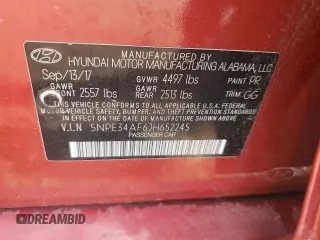 HYUNDAI MOTOR MANUFACTURING ALABAMA, LLC
Sep/13/17 GVWR 4497 lbs PAINT PR
GAWR FRONT 2557 lbs GAWR REAR 2513 lbs TRIM GG
THIS VEHICLE CONFORMS TO ALL APPLICABLE U.S. FEDERAL
MOTOR VEHICLE SAFETY, BUMPER, AND THEFT PREVENTION STANDARDS
IN EFFECT ON THE DATE OF MANUFACTURE SHOWN ABOVE.
V.I.N 5NPE34AF6JH652245
PASSENGER CAR
DREAMBID